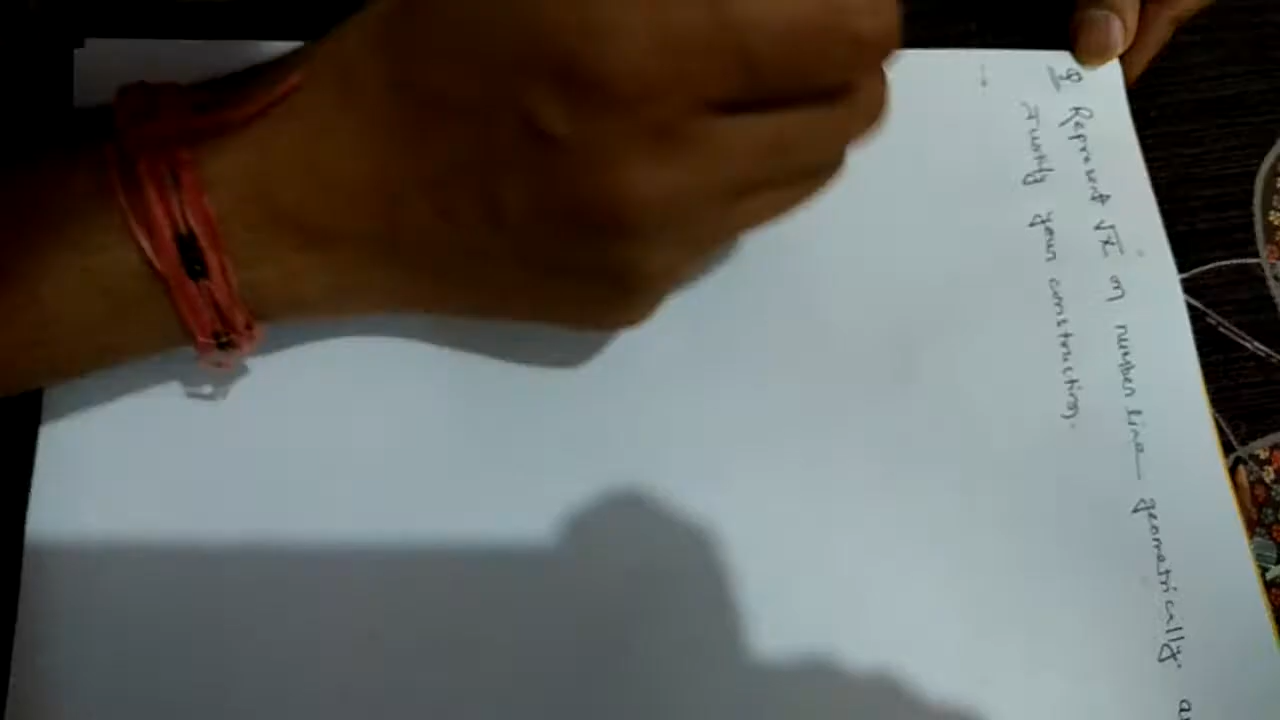 Q Represent √x on number line geometrically
Justify your construction.